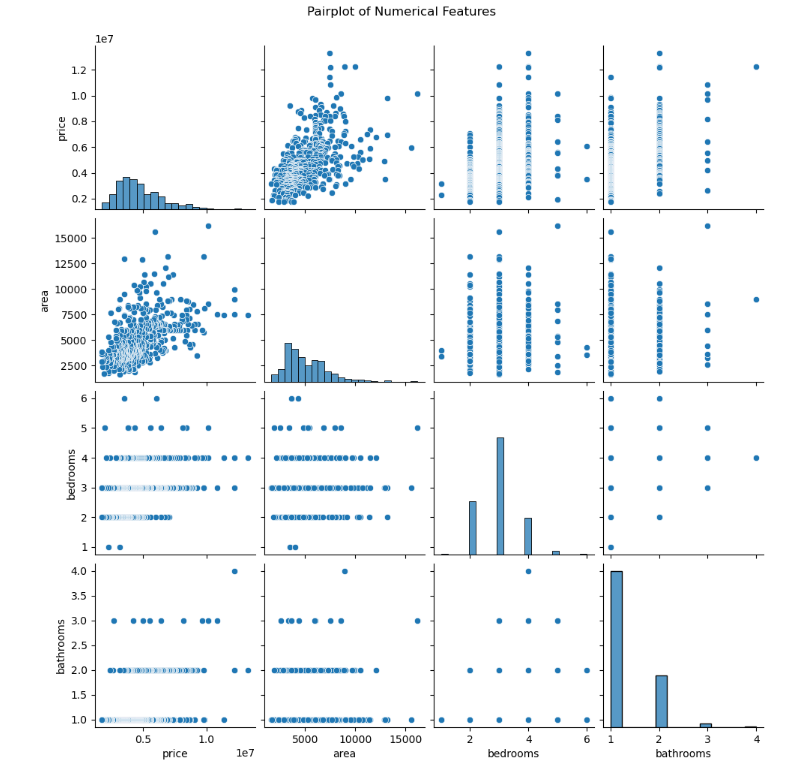 Pairplot of Numerical Features
1e7
1.2
1.0
0.8
0.6
0.4
0.2
price
15000
12500
10000
7500
5000
2500
area
6
5
4
3
2
1
bedrooms
4.0
3.5
3.0
2.5
2.0
1.5
1.0
bathrooms
0.5 1.0
1e7
price
5000 10000 15000
area
2 4 6
bedrooms
1 2 3 4
bathrooms